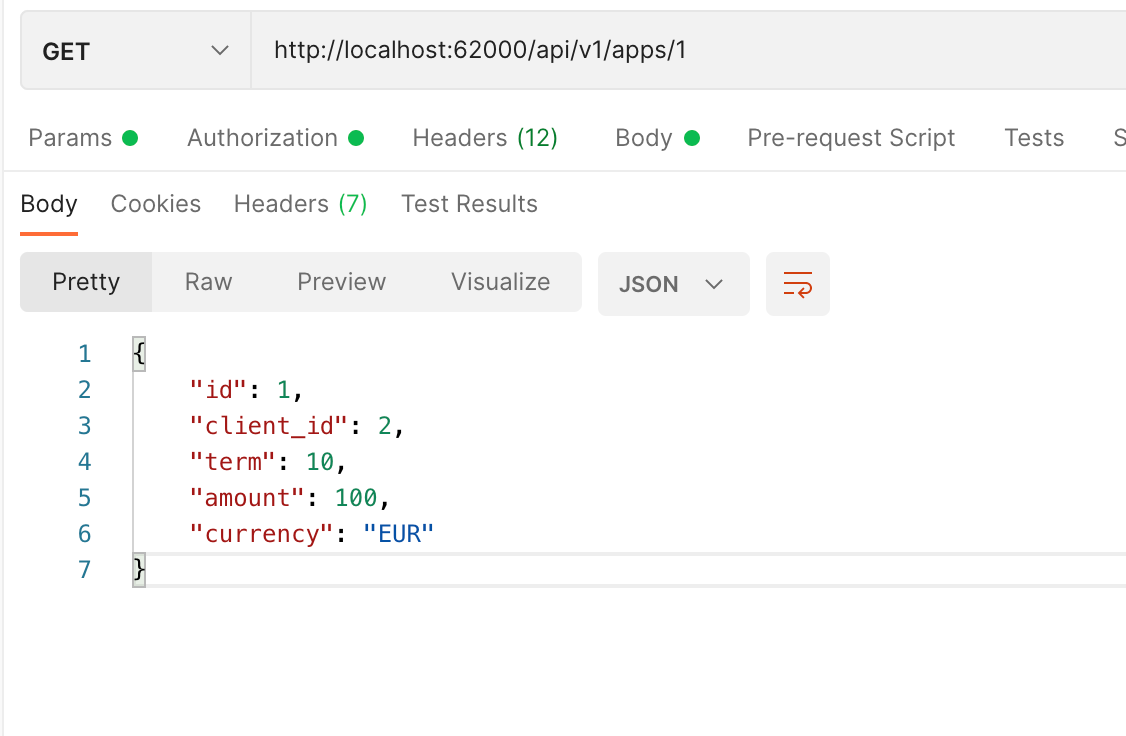 GET http://localhost:62000/api/v1/apps/1
Params Authorization Headers (12) Body Pre-request Script Tests S
Body Cookies Headers (7) Test Results
Pretty Raw Preview Visualize JSON
1 {
2 "id": 1,
3 "client_id": 2,
4 "term": 10,
5 "amount": 100,
6 "currency": "EUR"
7 }